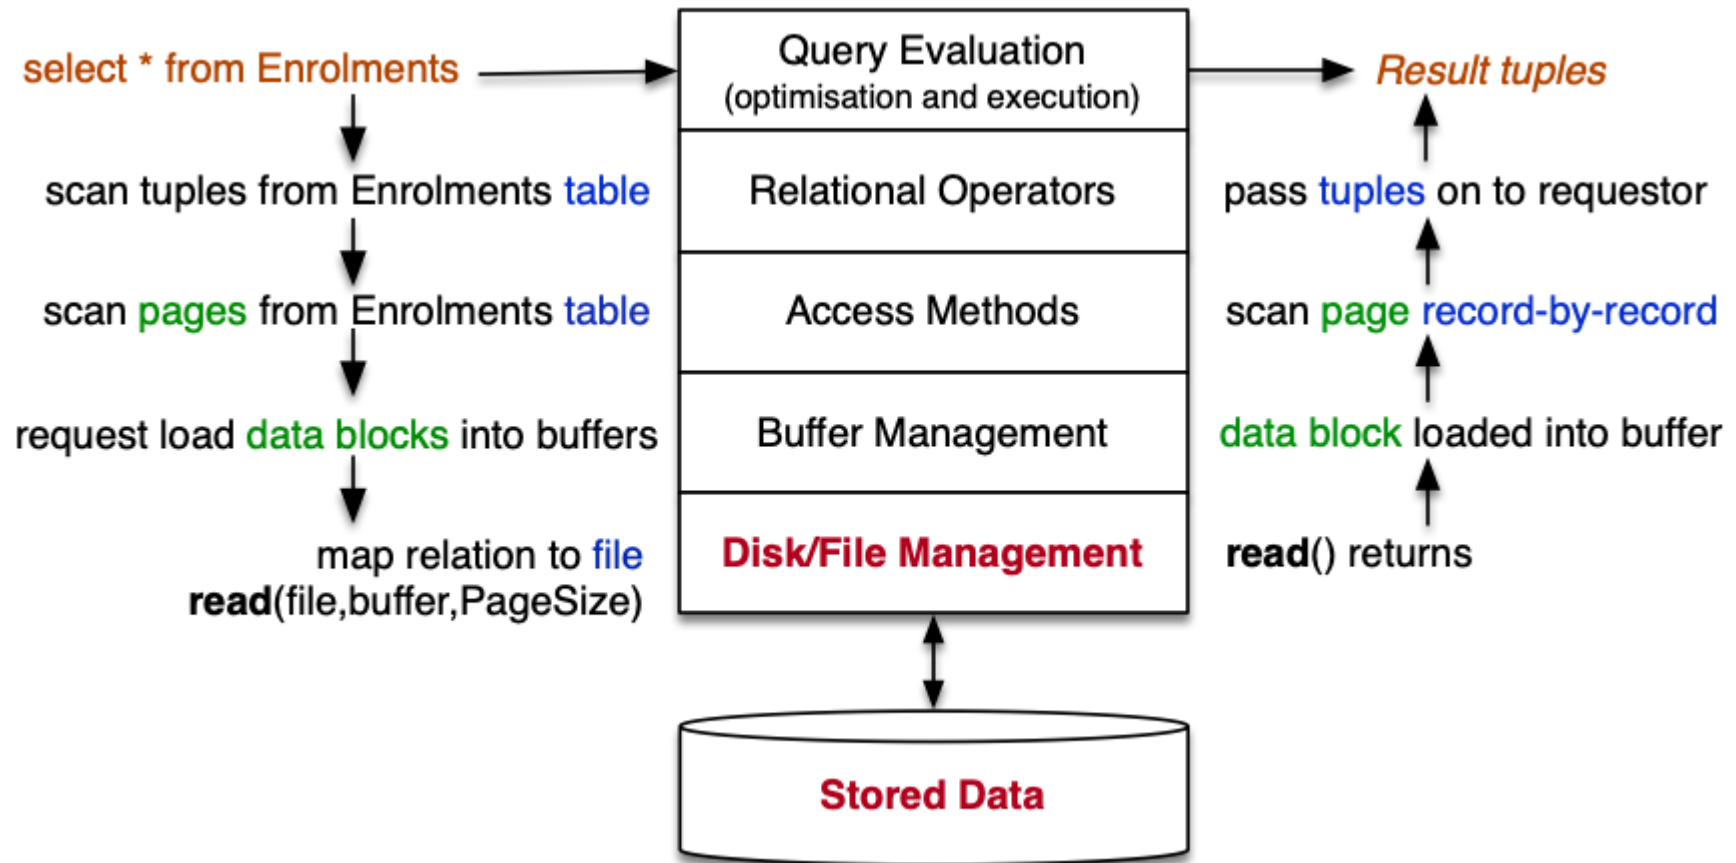 select * from Enrolments
Query Evaluation
(optimisation and execution)
Result tuples
scan tuples from Enrolments table
Relational Operators
pass tuples on to requestor
scan pages from Enrolments table
Access Methods
scan page record-by-record
request load data blocks into buffers
Buffer Management
data block loaded into buffer
map relation to file
read(file,buffer,PageSize)
Disk/File Management
read() returns
Stored Data